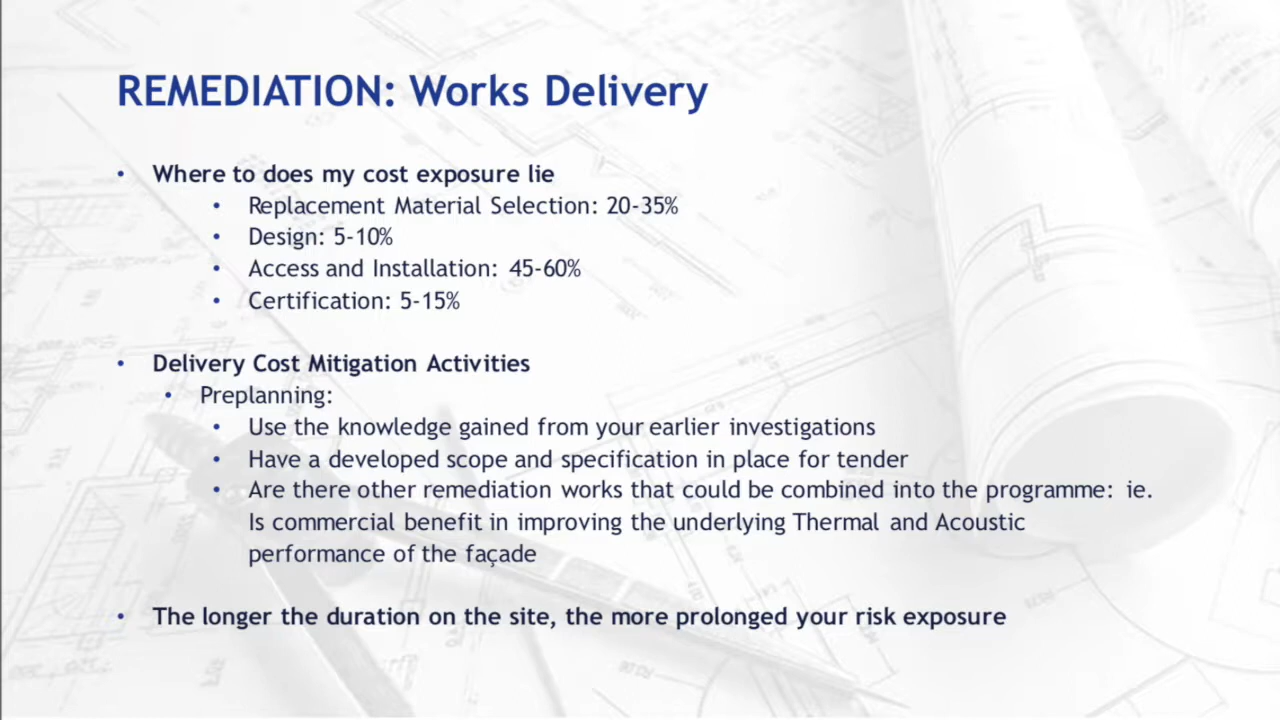 REMEDIATION: Works Delivery
• Where to does my cost exposure lie
• Replacement Material Selection: 20-35%
• Design: 5-10%
• Access and Installation: 45-60%
• Certification: 5-15%
• Delivery Cost Mitigation Activities
• Preplanning:
• Use the knowledge gained from your earlier investigations
• Have a developed scope and specification in place for tender
• Are there other remediation works that could be combined into the programme: ie.
Is commercial benefit in improving the underlying Thermal and Acoustic
performance of the façade
• The longer the duration on the site, the more prolonged your risk exposure